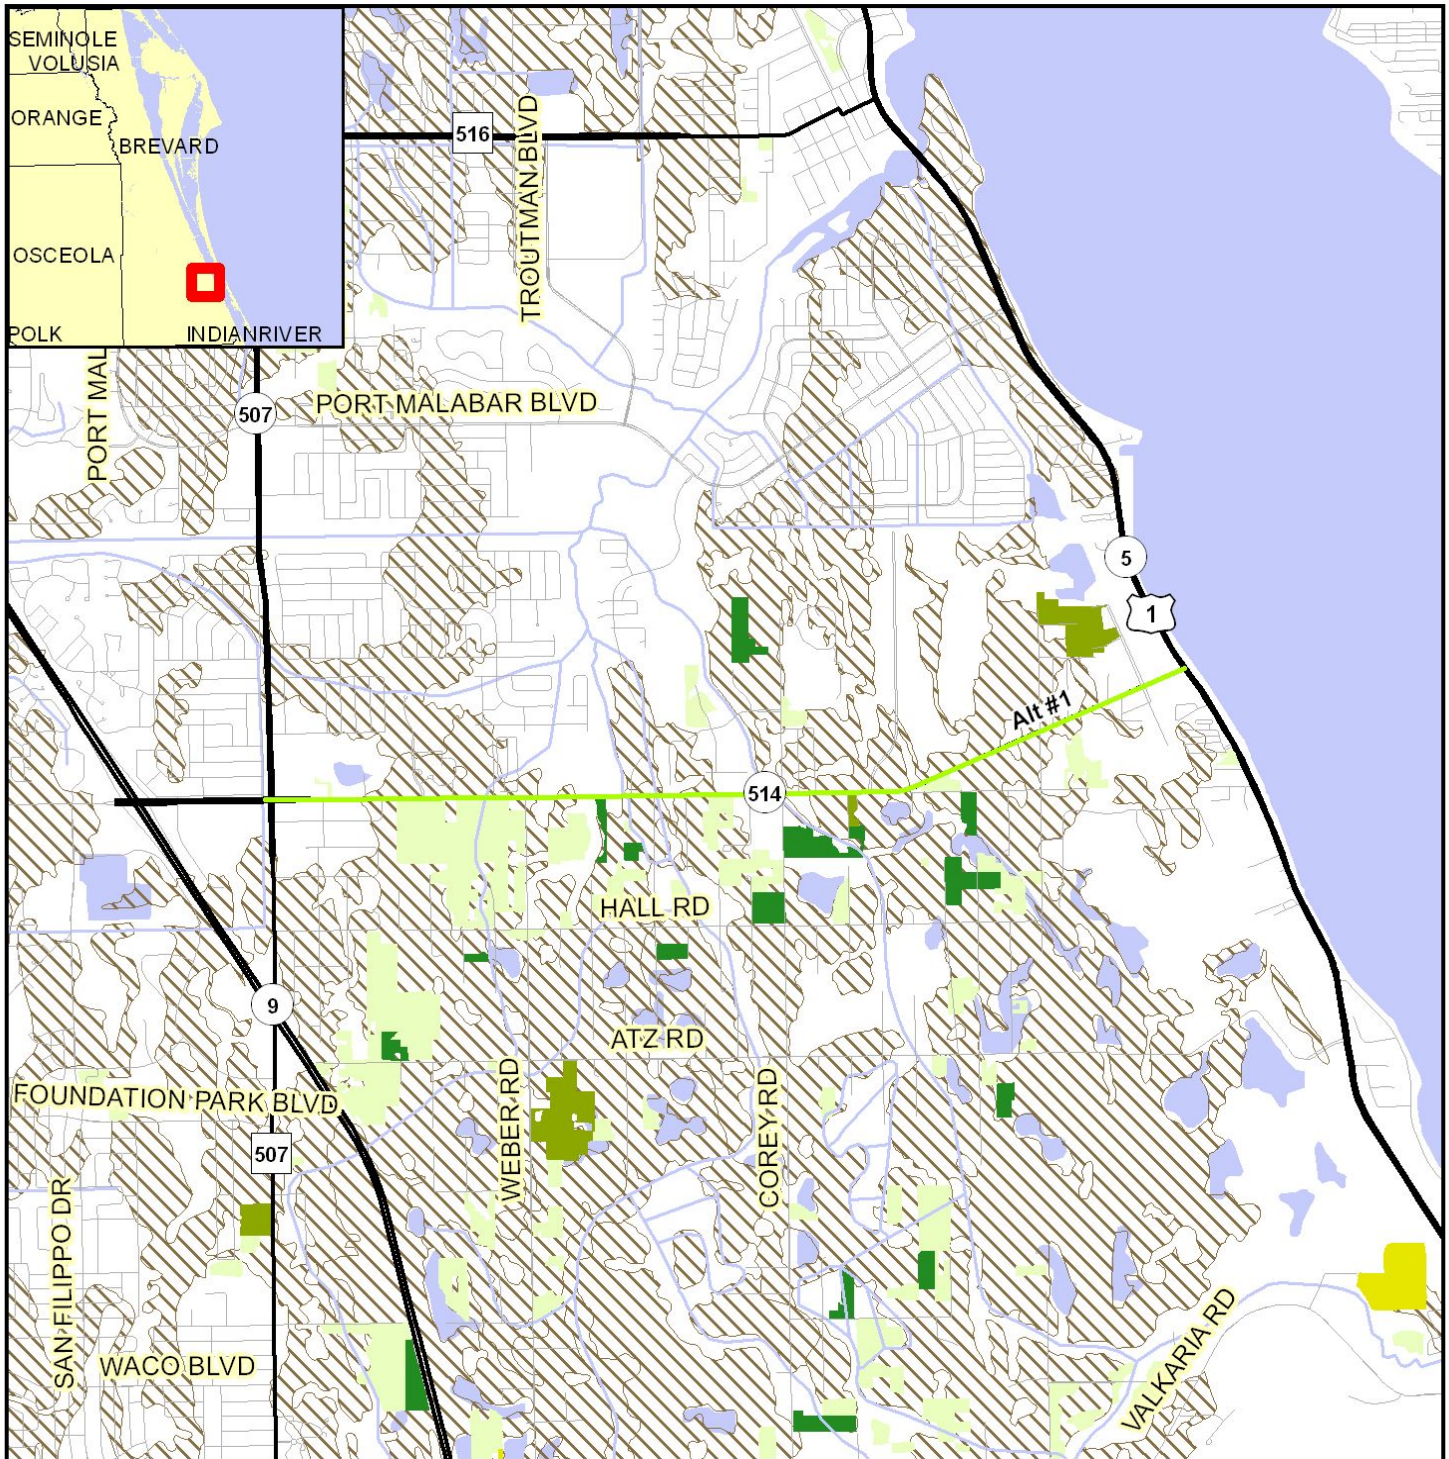 SEMINOLE
VOLUSIA
ORANGE
BREVARD
OSCEOLA
POLK
INDIANRIVER
516
TROUTMAN BLVD
PORT MAL
507
PORT MALABAR BLVD
5
1
Alt #1
514
HALL RD
9
ATZ RD
FOUNDATION PARK BLVD
WEBER RD
COREY RD
507
SAN FILIPPO DR
WACO BLVD
VALKARIA RD